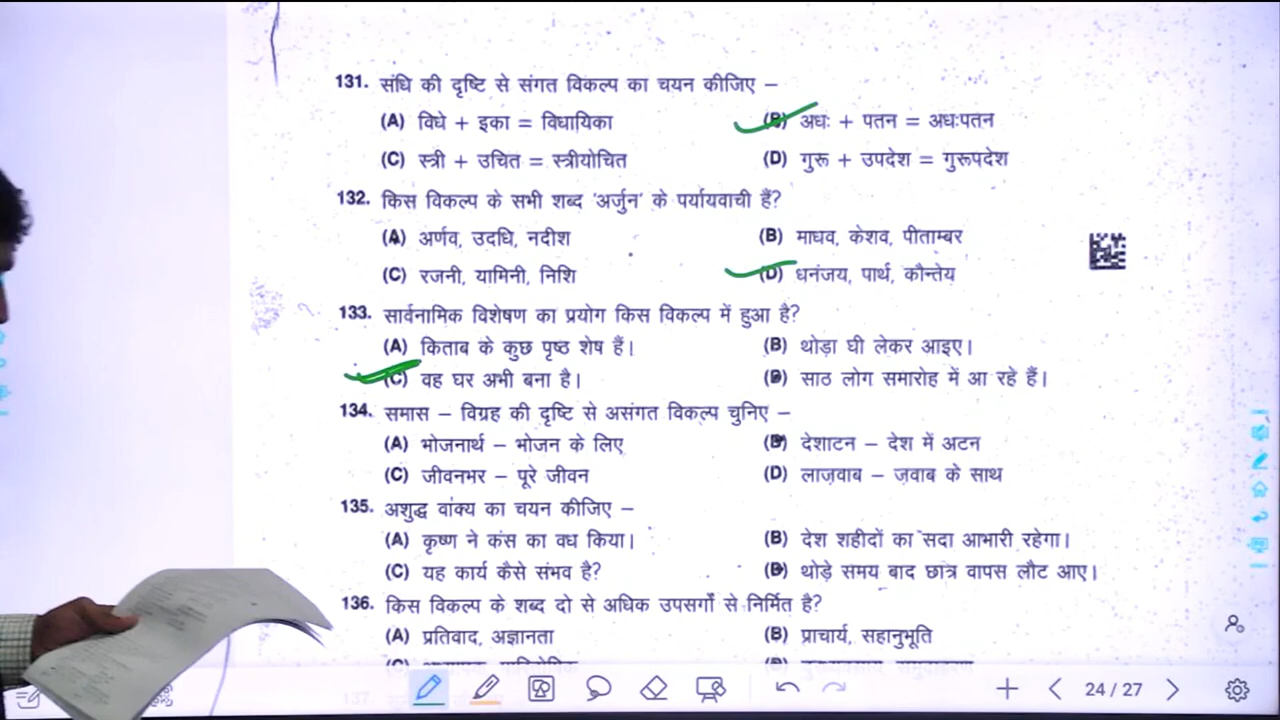 131. संधि की दृष्टि से संगत विकल्प का चयन कीजिए –
(A) विधे + इका = विधायिका (B) अधः + पतन = अधःपतन
(C) स्त्री + उचित = स्त्रीयोचित (D) गुरू + उपदेश = गुरूपदेश
132. किस विकल्प के सभी शब्द 'अर्जुन' के पर्यायवाची हैं?
(A) अर्णव, उदधि, नदीश (B) माधव, केशव, पीताम्बर
(C) रजनी, यामिनी, निशि (D) धनंजय, पार्थ, कौन्तेय
133. सार्वनामिक विशेषण का प्रयोग किस विकल्प में हुआ है?
(A) किताब के कुछ पृष्ठ शेष हैं। (B) थोड़ा घी लेकर आइए।
(C) वह घर अभी बना है। (D) साठ लोग समारोह में आ रहे हैं।
134. समास – विग्रह की दृष्टि से असंगत विकल्प चुनिए –
(A) भोजनार्थ – भोजन के लिए (B) देशाटन – देश में अटन
(C) जीवनभर – पूरे जीवन (D) लाज़वाब – ज़वाब के साथ
135. अशुद्ध वाक्य का चयन कीजिए –
(A) कृष्ण ने कंस का वध किया। (B) देश शहीदों का सदा आभारी रहेगा।
(C) यह कार्य कैसे संभव है? (D) थोड़े समय बाद छात्र वापस लौट आए।
136. किस विकल्प के शब्द दो से अधिक उपसर्गों से निर्मित है?
(A) प्रतिवाद, अज्ञानता (B) प्राचार्य, सहानुभूति
24 / 27